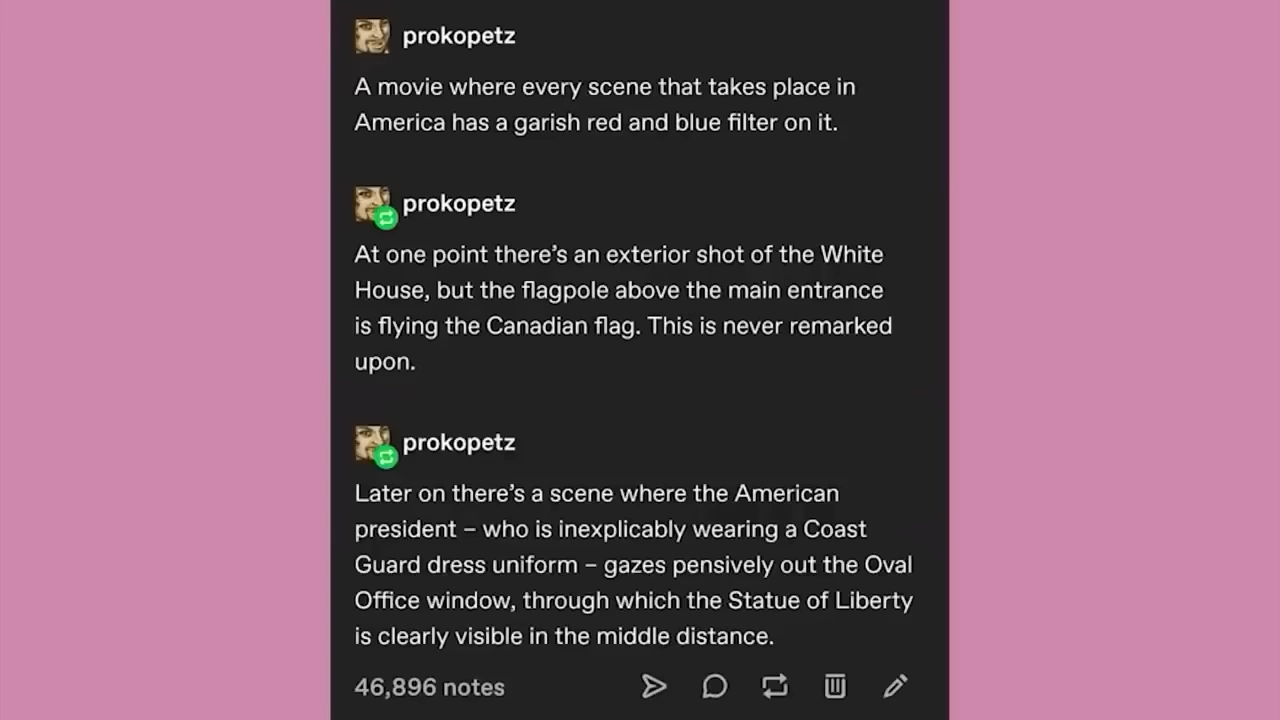 prokopetz
A movie where every scene that takes place in
America has a garish red and blue filter on it.
prokopetz
At one point there’s an exterior shot of the White
House, but the flagpole above the main entrance
is flying the Canadian flag. This is never remarked
upon.
prokopetz
Later on there’s a scene where the American
president – who is inexplicably wearing a Coast
Guard dress uniform – gazes pensively out the Oval
Office window, through which the Statue of Liberty
is clearly visible in the middle distance.
46,896 notes